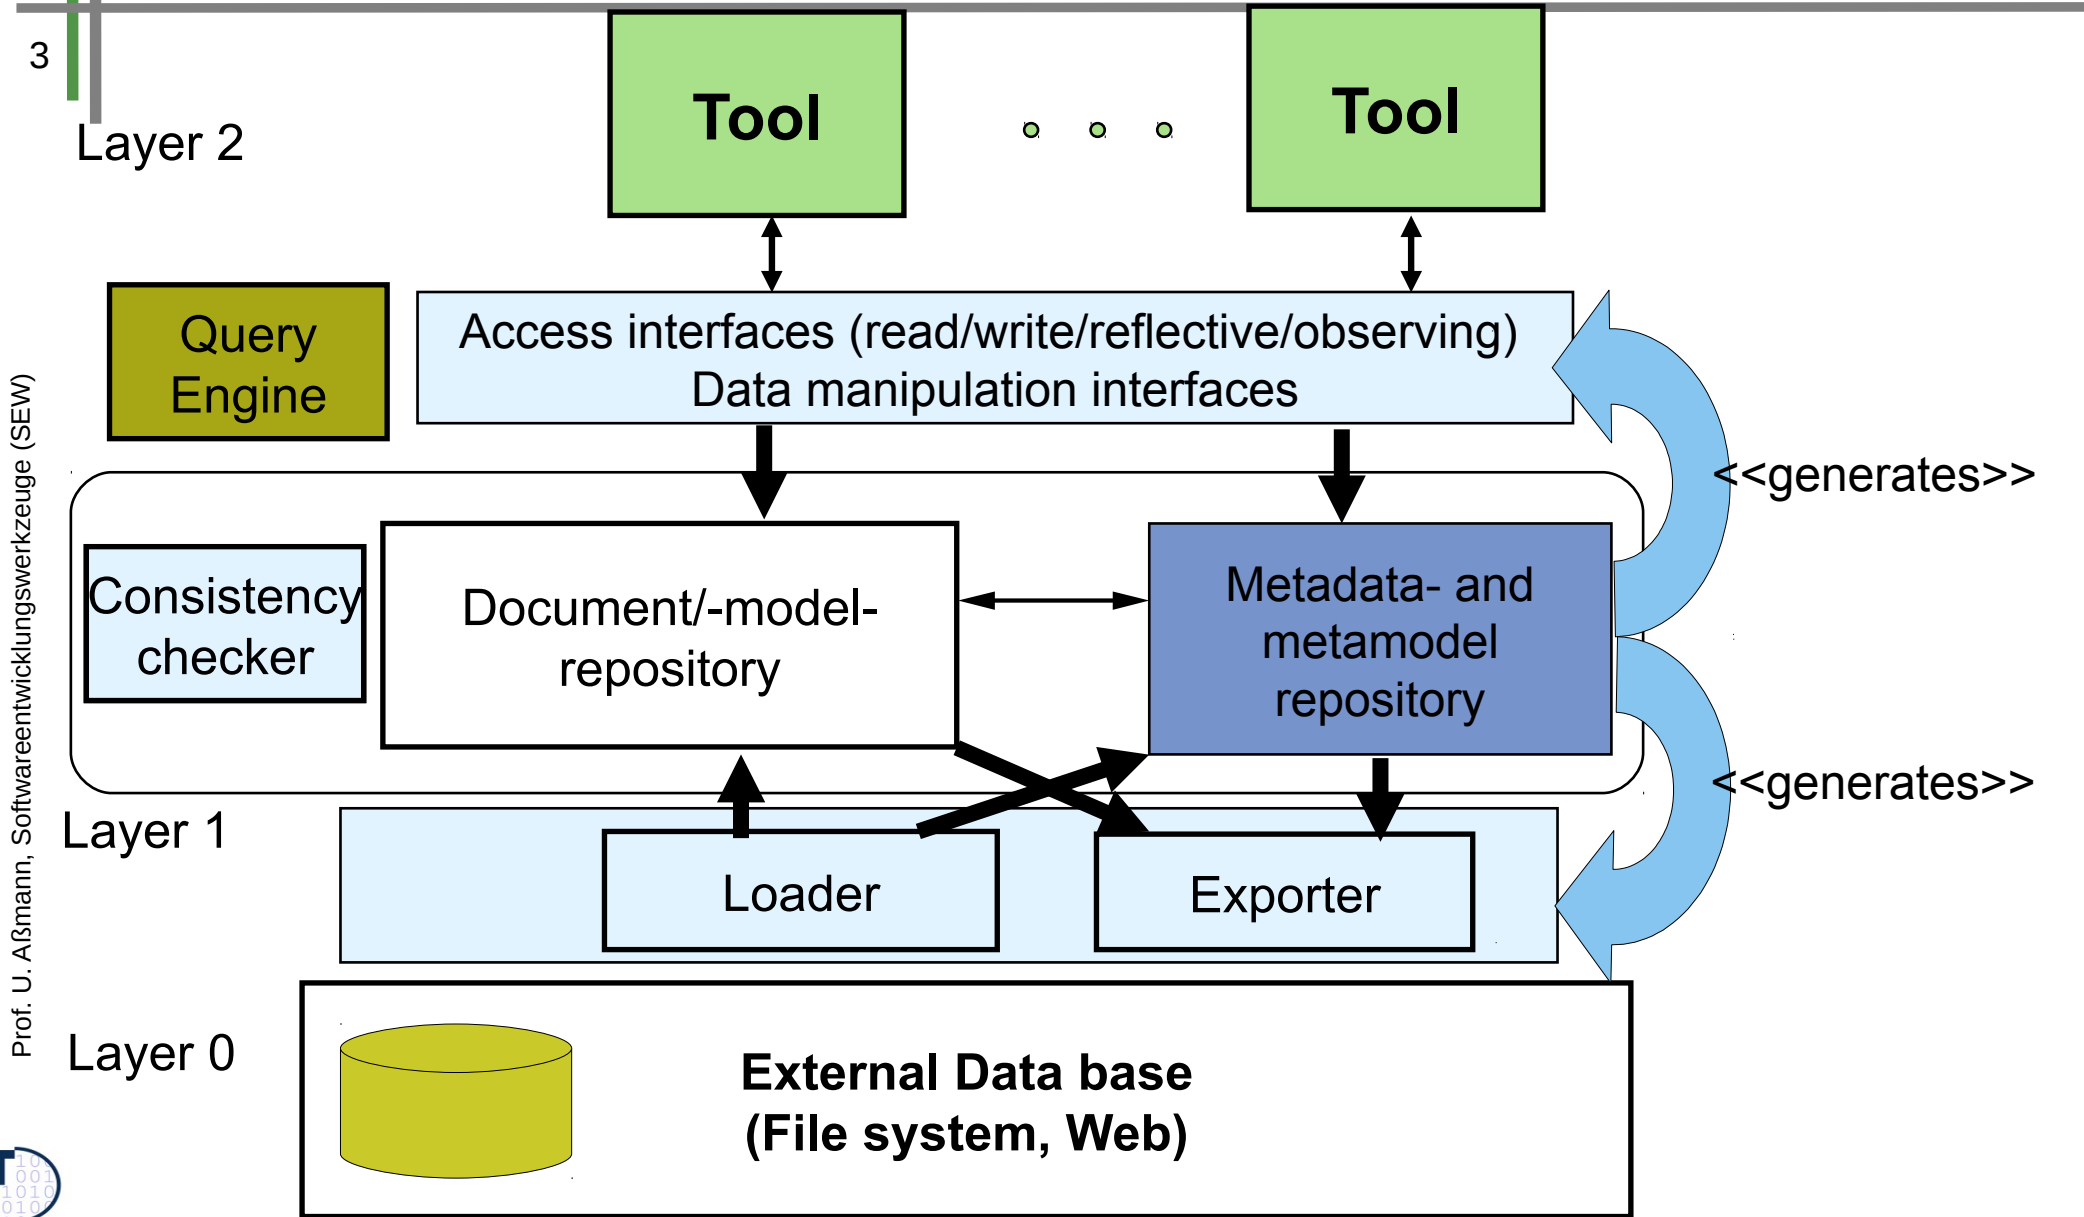 3
Layer 2
Tool
Tool
Query
Engine
Access interfaces (read/write/reflective/observing)
Data manipulation interfaces
<<generates>>
Consistency
checker
Document/-model-
repository
Metadata- and
metamodel
repository
<<generates>>
Layer 1
Loader
Exporter
Layer 0
External Data base
(File system, Web)
Prof. U. Aßmann, Softwareentwicklungswerkzeuge (SEW)